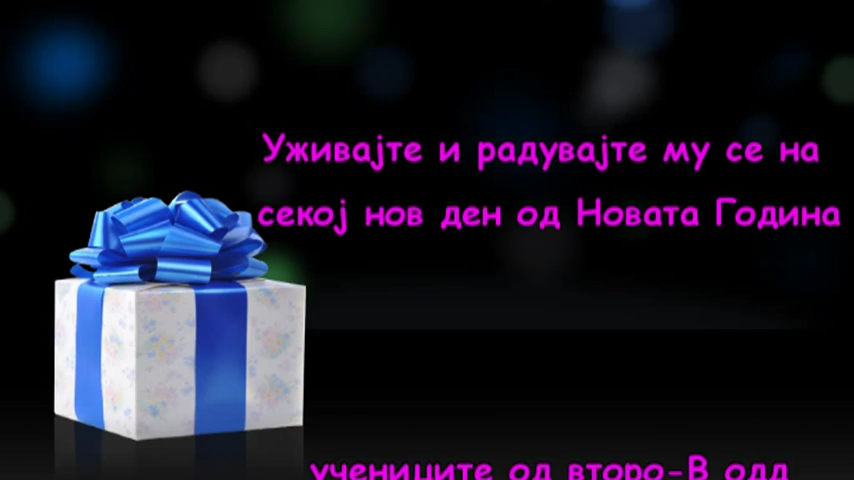 Уживајте и радувајте му се на
секој нов ден од Новата Година
учениците од второ-В одд